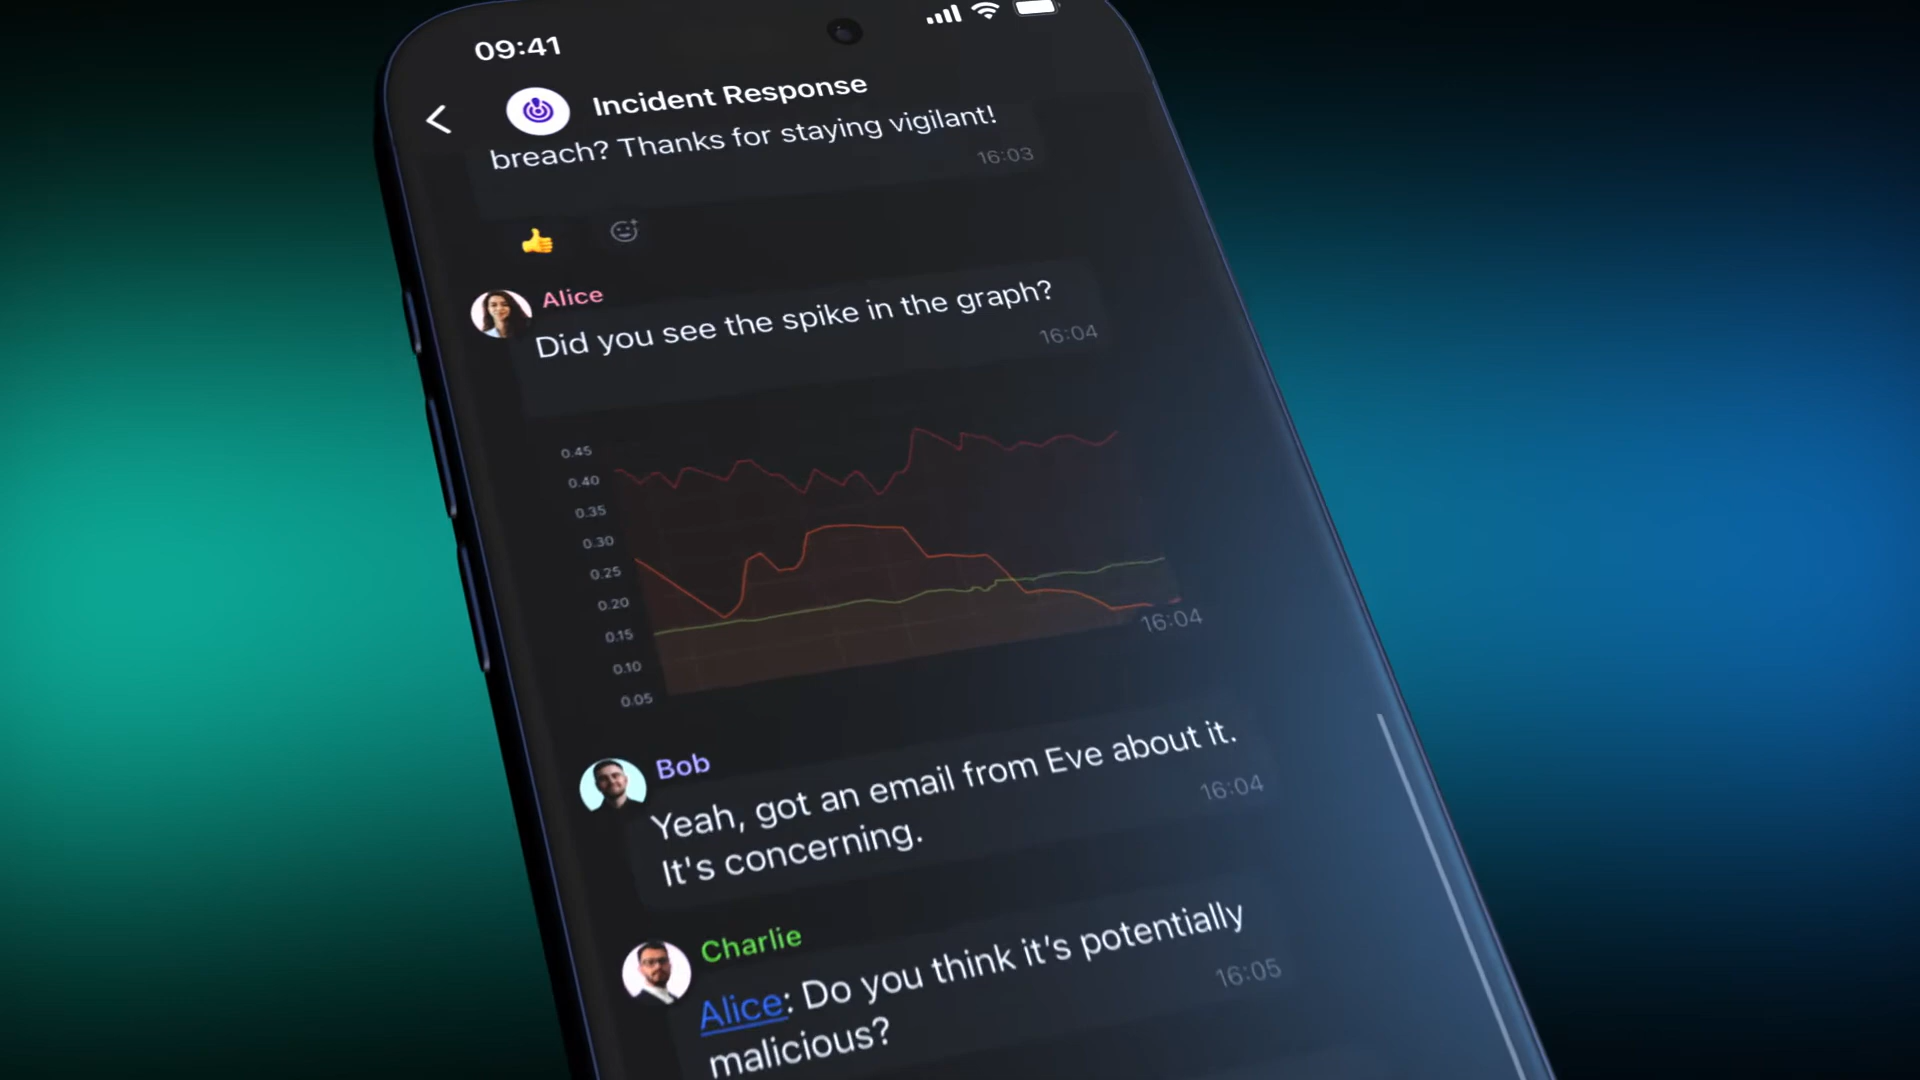 09:41
Incident Response
breach? Thanks for staying vigilant!
16:03
Alice
Did you see the spike in the graph?
16:04
0.45
0.40
0.35
0.30
0.25
0.20
0.15
0.10
0.05
16:04
Bob
Yeah, got an email from Eve about it.
It's concerning.
16:04
Charlie
Alice: Do you think it's potentially
malicious?
16:05